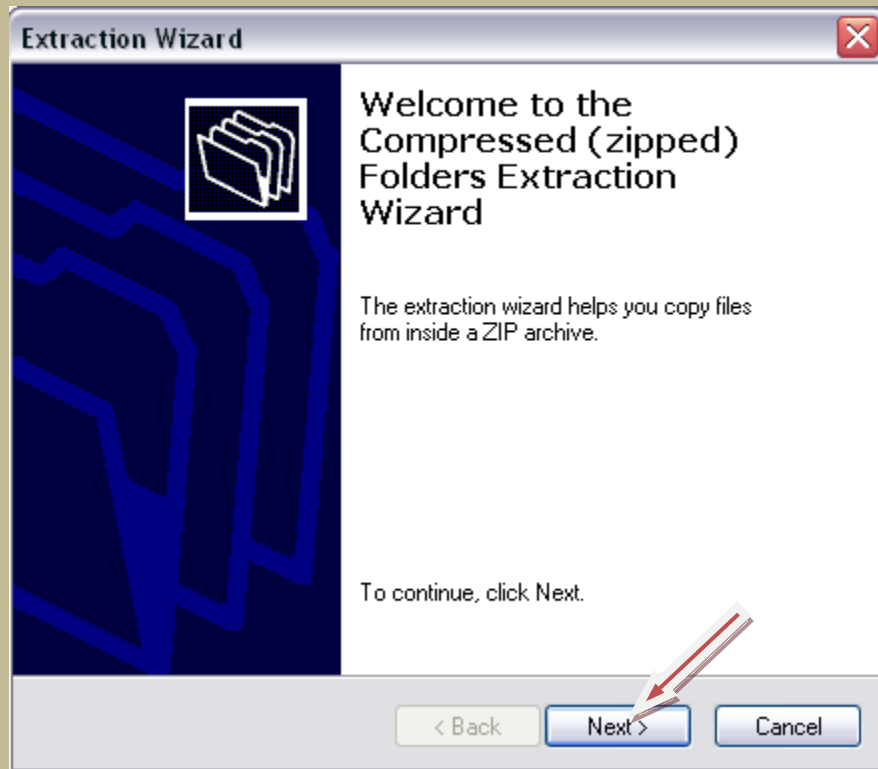 Extraction Wizard
Welcome to the
Compressed (zipped)
Folders Extraction
Wizard
The extraction wizard helps you copy files
from inside a ZIP archive.
To continue, click Next.
< Back
Next >
Cancel